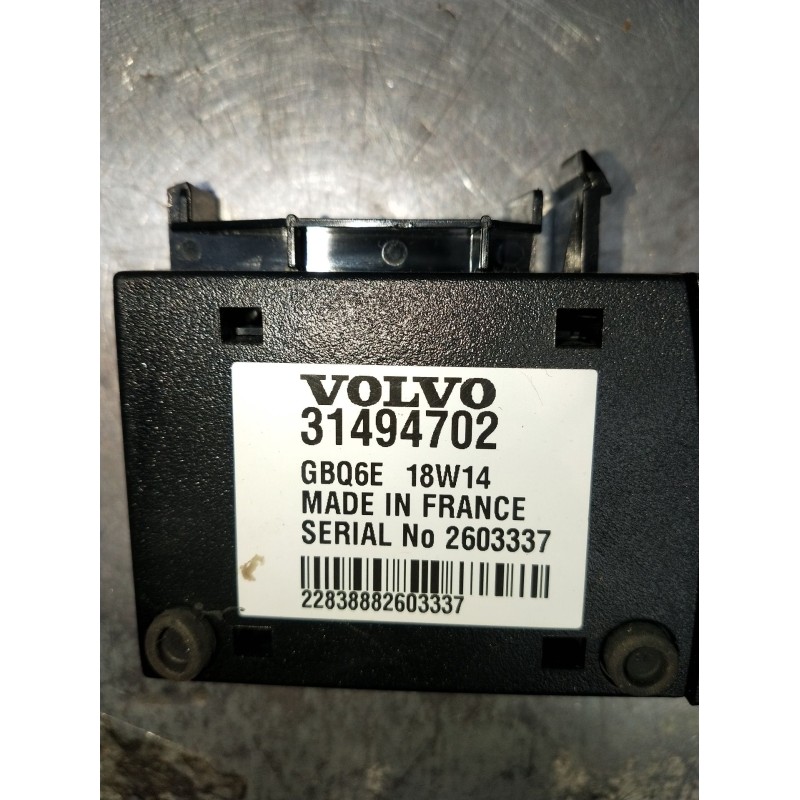 VOLVO
31494702
GBQ6E 18W14
MADE IN FRANCE
SERIAL No 2603337
22838882603337